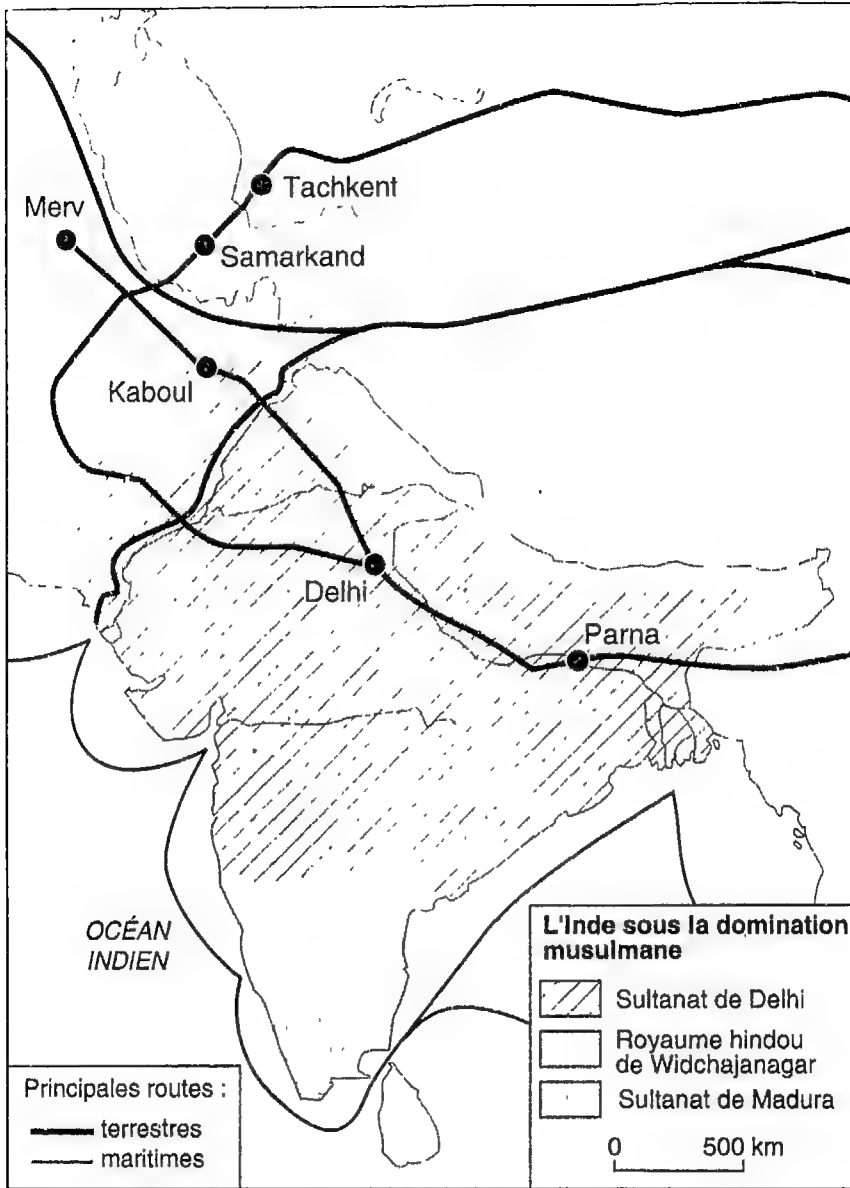 Tachkent
Merv
Samarkand
Kaboul
Delhi
Parna
OCÉAN
INDIEN
L'Inde sous la domination
musulmane
Sultanat de Delhi
Royaume hindou
de Widchajanagar
Sultanat de Madura
0 500 km
Principales routes :
terrestres
maritimes